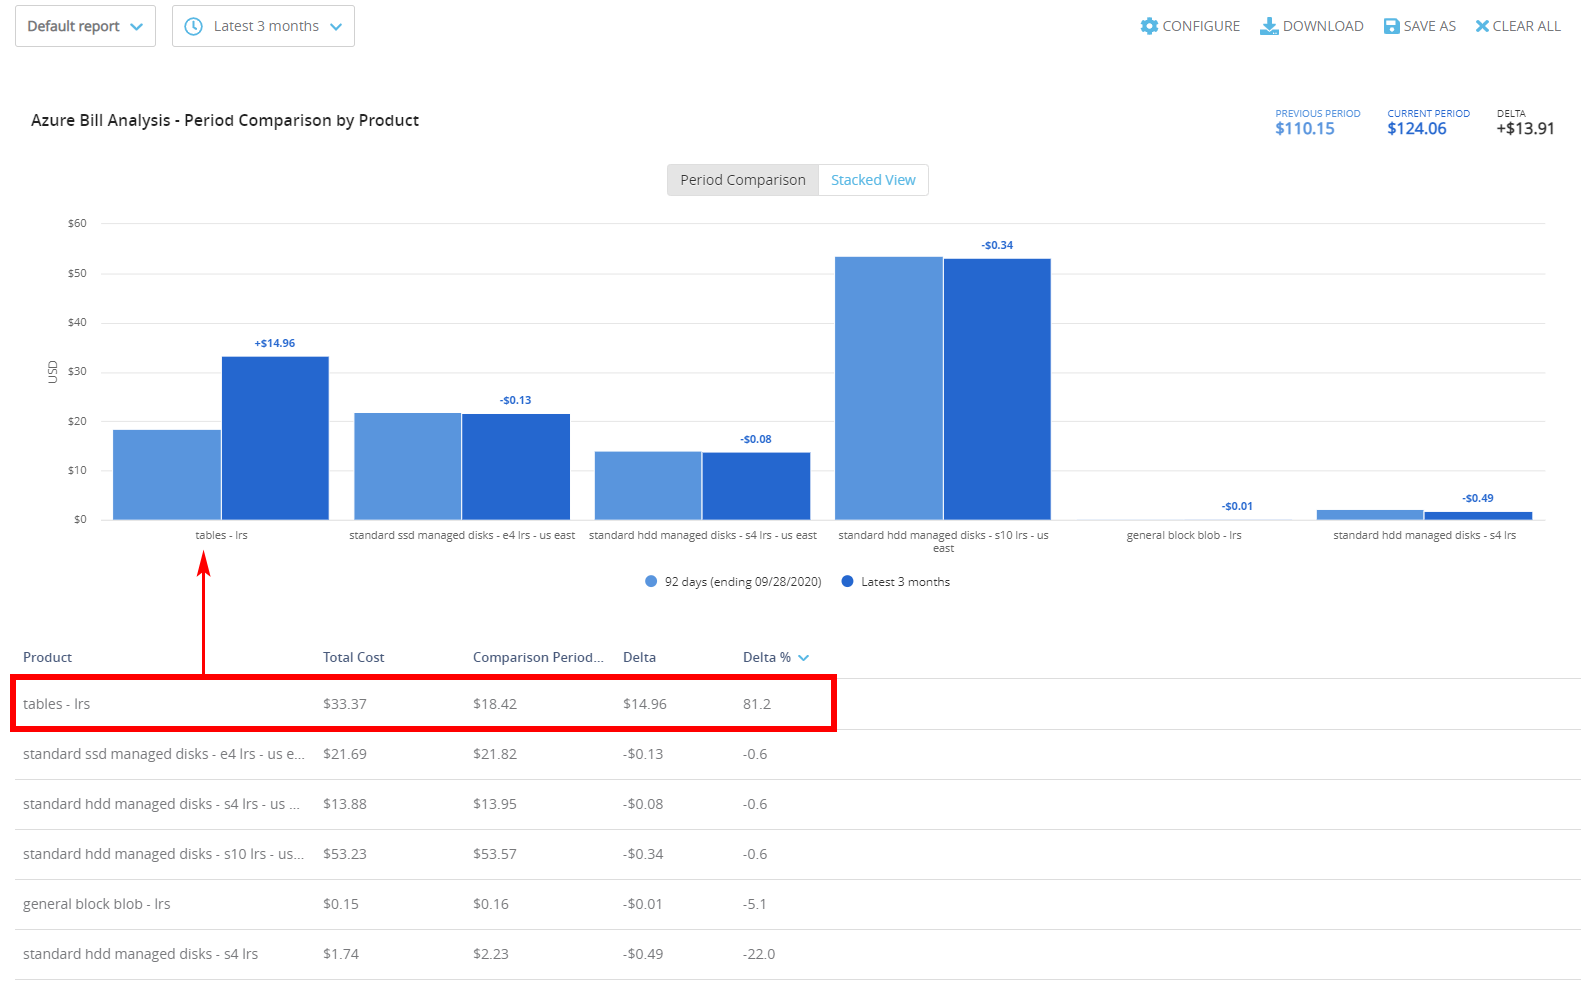 Default report
Latest 3 months
CONFIGURE
DOWNLOAD
SAVE AS
CLEAR ALL
Azure Bill Analysis - Period Comparison by Product
PREVIOUS PERIOD
$110.15
CURRENT PERIOD
$124.06
DELTA
+$13.91
Period Comparison
Stacked View
USD
$60
$50
$40
$30
$20
$10
$0
+$14.96
-$0.13
-$0.08
-$0.34
-$0.01
-$0.49
tables - lrs
standard ssd managed disks - e4 lrs - us east
standard hdd managed disks - s4 lrs - us east
standard hdd managed disks - s10 lrs - us
east
general block blob - lrs
standard hdd managed disks - s4 lrs
92 days (ending 09/28/2020)
Latest 3 months
Product Total Cost Comparison Period... Delta Delta %
tables - lrs $33.37 $18.42 $14.96 81.2
standard ssd managed disks - e4 lrs - us e... $21.69 $21.82 -$0.13 -0.6
standard hdd managed disks - s4 lrs - us ... $13.88 $13.95 -$0.08 -0.6
standard hdd managed disks - s10 lrs - us... $53.23 $53.57 -$0.34 -0.6
general block blob - lrs $0.15 $0.16 -$0.01 -5.1
standard hdd managed disks - s4 lrs $1.74 $2.23 -$0.49 -22.0